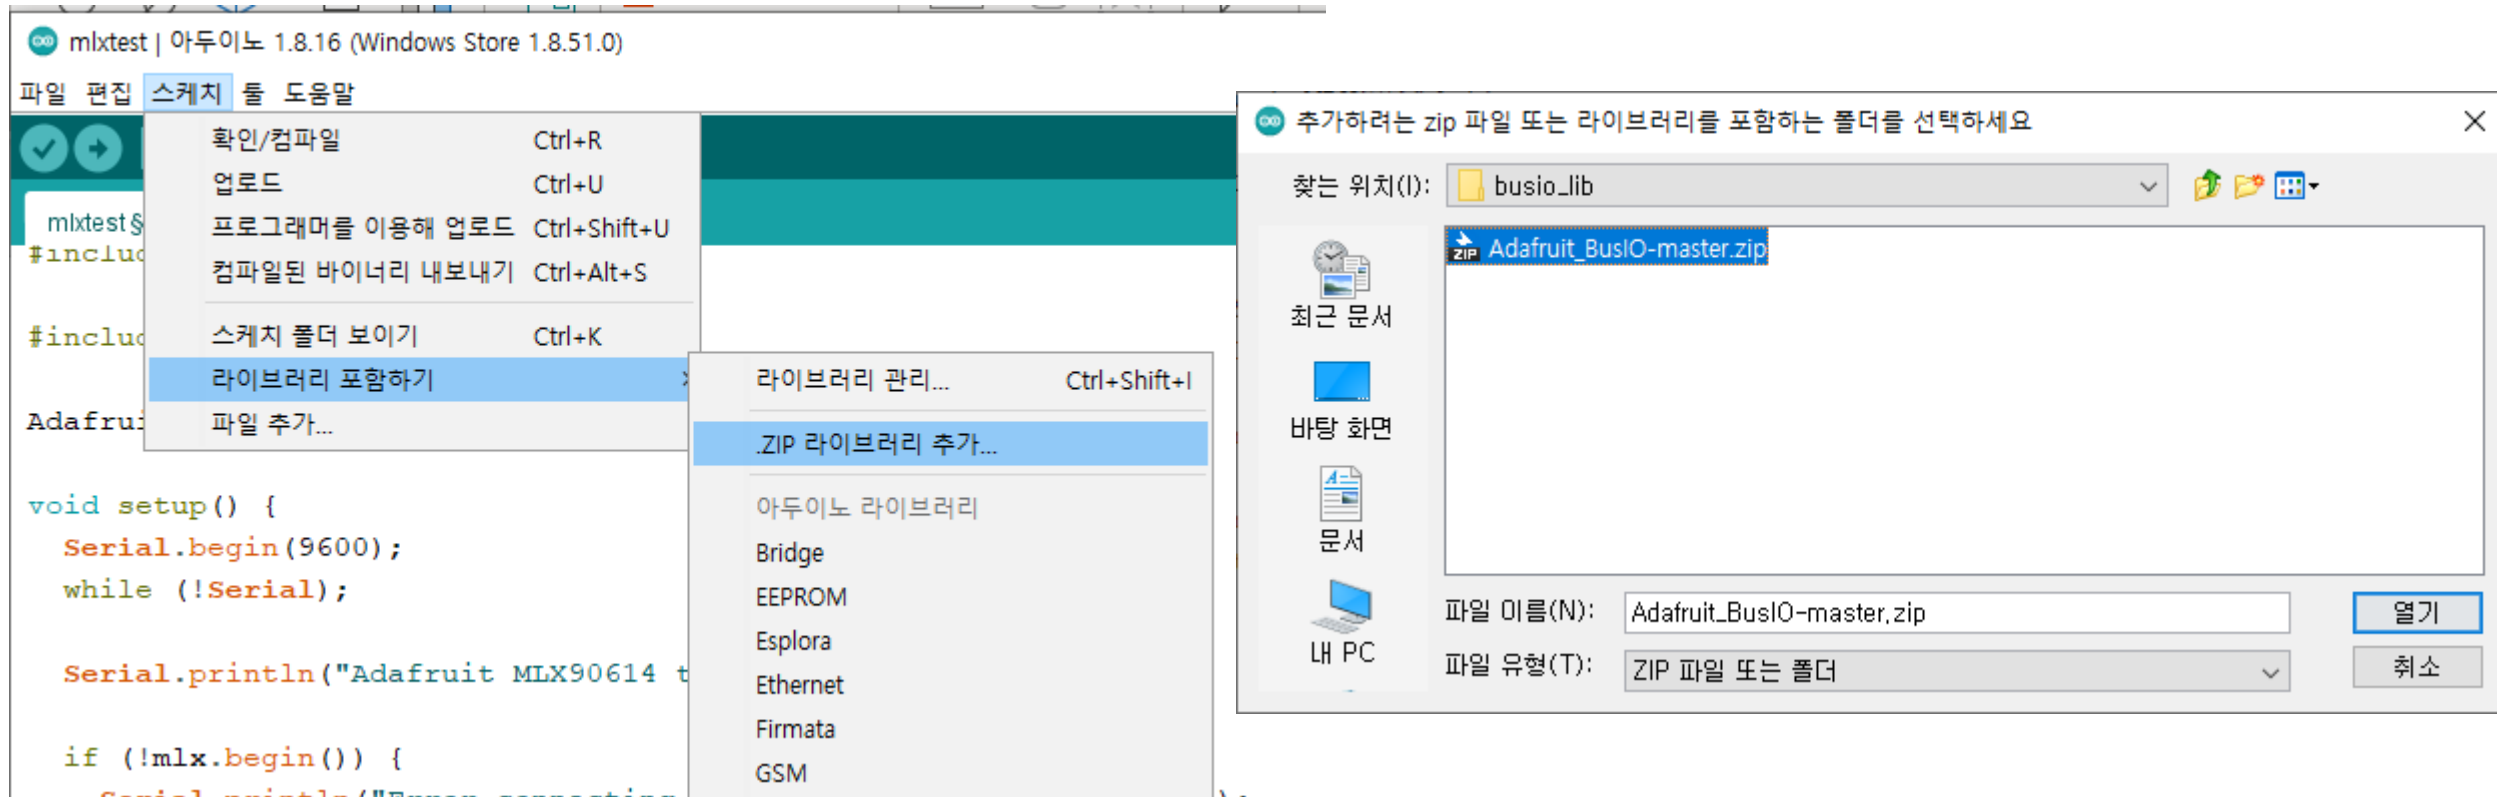 mlxtest | 아두이노 1.8.16 (Windows Store 1.8.51.0)
파일 편집 스케치 툴 도움말
확인/컴파일 Ctrl+R
업로드 Ctrl+U
프로그래머를 이용해 업로드 Ctrl+Shift+U
컴파일된 바이너리 내보내기 Ctrl+Alt+S
스케치 폴더 보이기 Ctrl+K
라이브러리 포함하기
파일 추가...
라이브러리 관리... Ctrl+Shift+I
.ZIP 라이브러리 추가...
아두이노 라이브러리
Bridge
EEPROM
Esplora
Ethernet
Firmata
GSM
mlxtest §
void setup() {
Serial.begin(9600);
while (!Serial);
Serial.println("Adafruit MLX90614 t
if (!mlx.begin()) {
추가하려는 zip 파일 또는 라이브러리를 포함하는 폴더를 선택하세요
찾는 위치(I): busio_lib
ZIP Adafruit_BusIO-master.zip
최근 문서
바탕 화면
문서
내 PC
파일 이름(N): Adafruit_BusIO-master.zip 열기
파일 유형(T): ZIP 파일 또는 폴더 취소